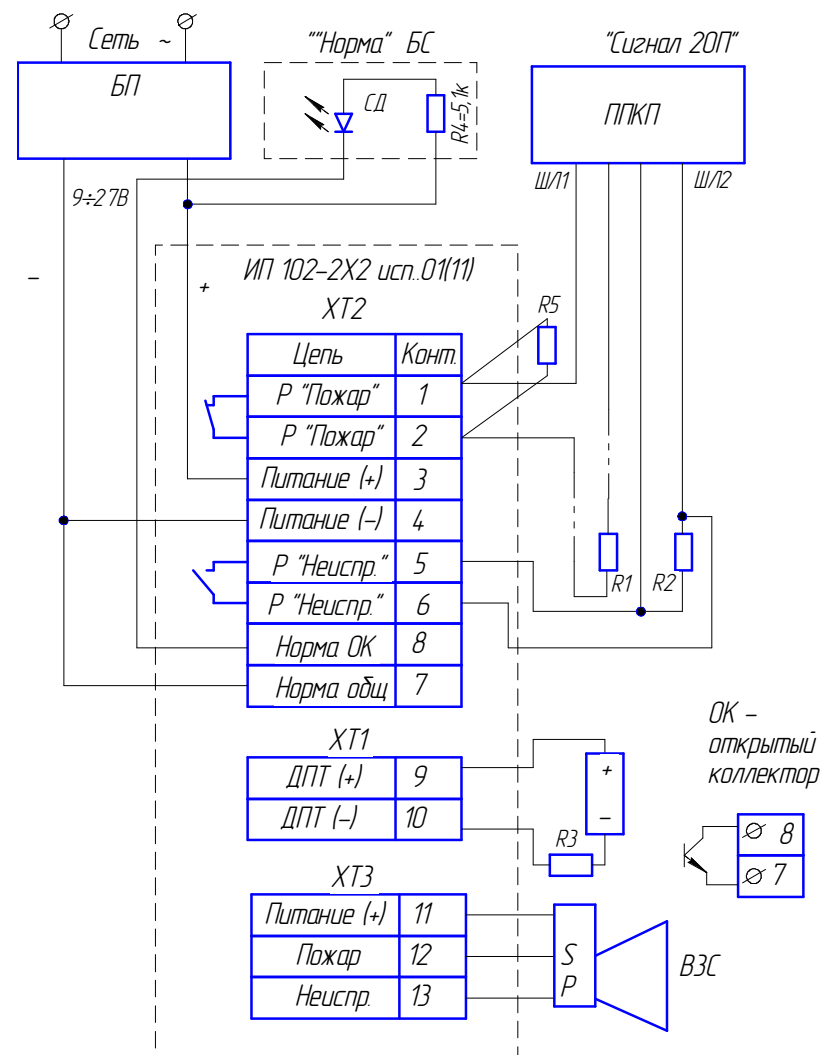 Сеть ~
""Норма" БС
"Сигнал 20П"
БП
СД
R4=5,1к
ППКП
ШЛ1
ШЛ2
9÷27В
–
+
ИП 102–2Х2 исп..01(11)
ХТ2
R5
Цепь Конт.
Р "Пожар" 1
Р "Пожар" 2
Питание (+) 3
Питание (–) 4
Р "Неиспр." 5
Р "Неиспр." 6
Норма ОК 8
Норма общ 7
R1
R2
ХТ1
ДПТ (+) 9
ДПТ (–) 10
+
–
R3
ОК –
открытый
коллектор
8
7
ХТ3
Питание (+) 11
Пожар 12
Неиспр. 13
S
P
ВЗС